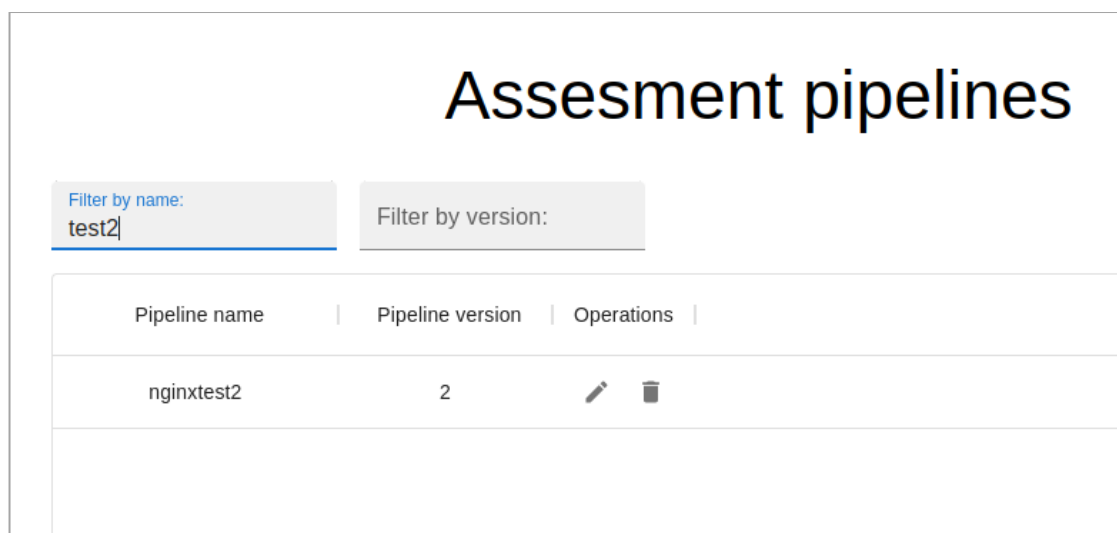 Assesment pipelines
Filter by name:
test2
Filter by version:
Pipeline name Pipeline version Operations
nginxtest2 2